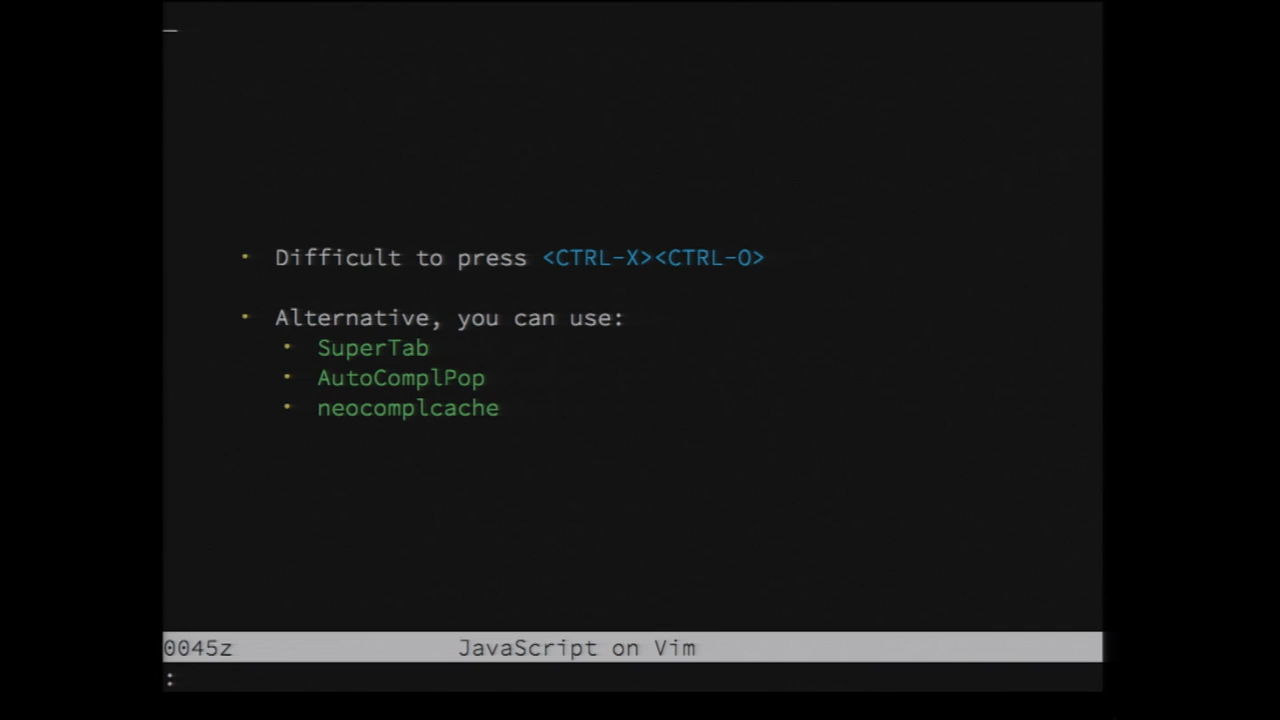 • Difficult to press <CTRL-X><CTRL-O>
• Alternative, you can use:
• SuperTab
• AutoComplPop
• neocomplcache
0045z JavaScript on Vim
: